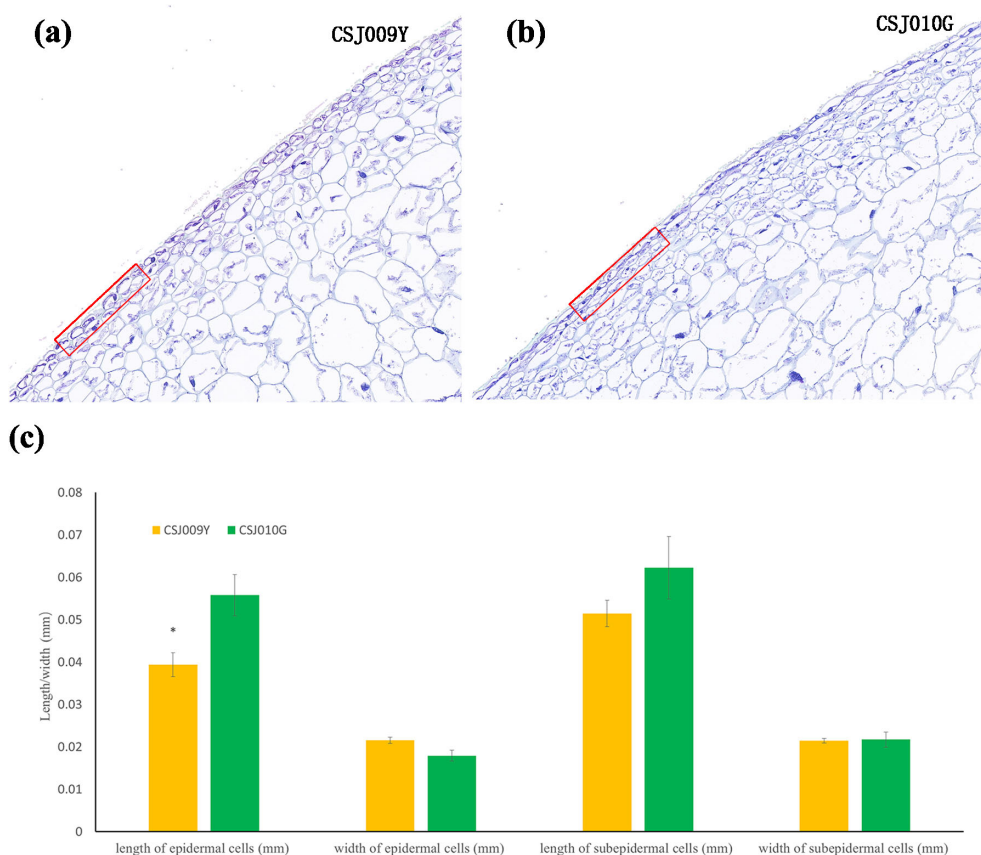 (a)
CSJ009Y
(b)
CSJ010G
(c)
0.08
0.07
0.06
0.05
0.04
0.03
0.02
0.01
0
Length/width (mm)
CSJ009Y
CSJ010G
*
length of epidermal cells (mm)
width of epidermal cells (mm)
length of subepidermal cells (mm)
width of subepidermal cells (mm)